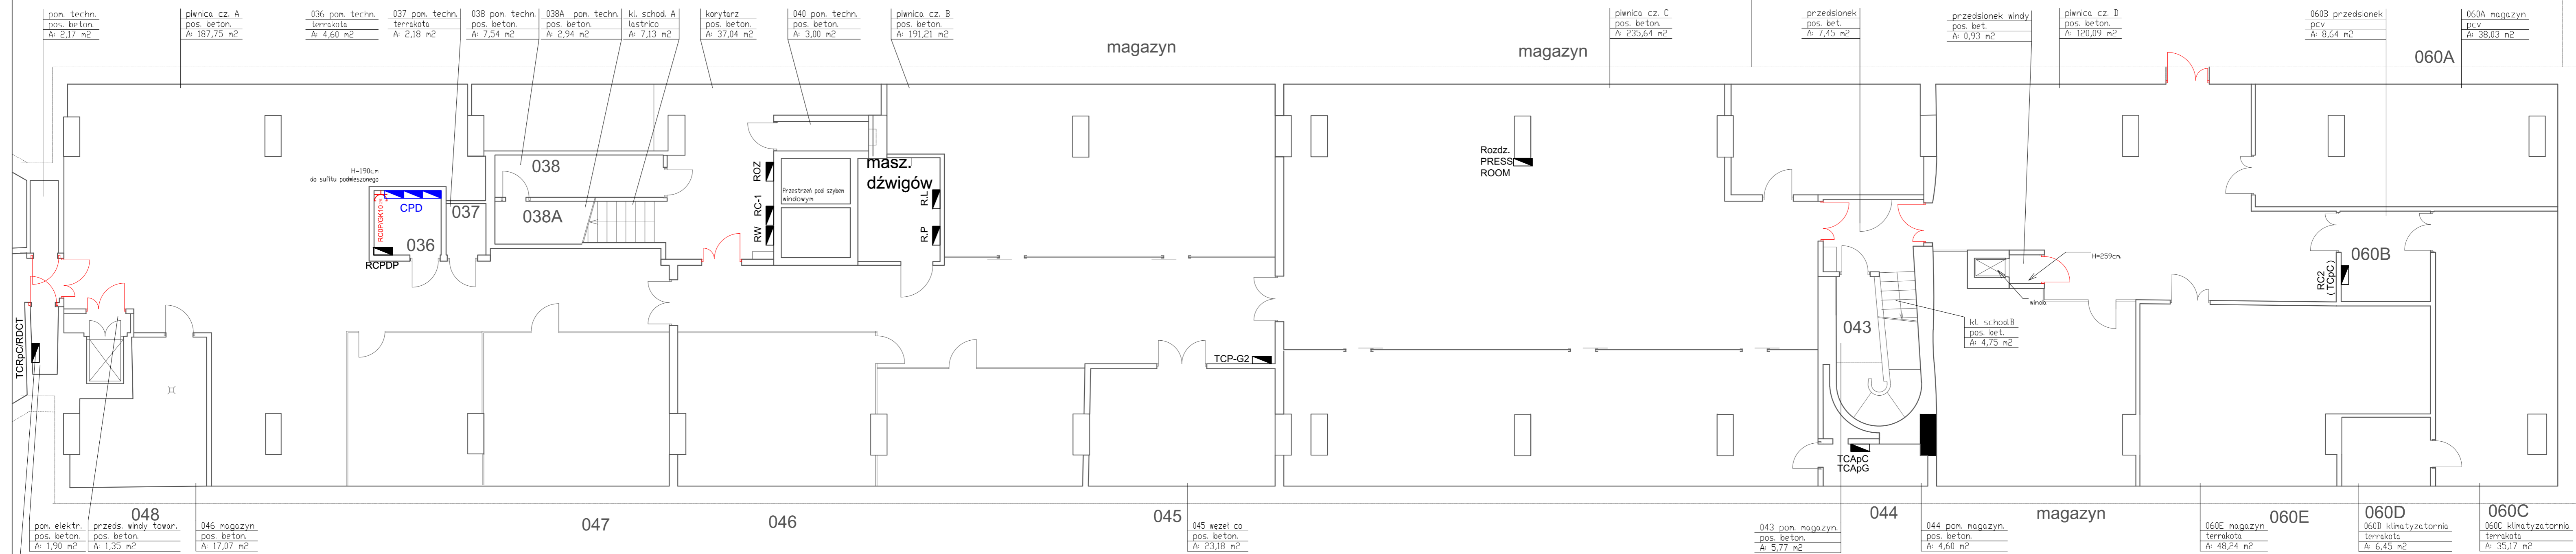 pom. techn.
pos. beton.
A: 2,17 m2
piwnica cz. A
pos. beton.
A: 187,75 m2
036 pom. techn.
terrakota
A: 4,60 m2
037 pom. techn.
terrakota
A: 2,18 m2
038 pom. techn.
pos. beton.
A: 7,54 m2
038A pom. techn.
pos. beton.
A: 2,94 m2
kl. schod. A
lastrico
A: 7,13 m2
korytarz
pos. beton.
A: 37,04 m2
040 pom. techn.
pos. beton.
A: 3,00 m2
piwnica cz. B
pos. beton.
A: 191,21 m2
magazyn
magazyn
piwnica cz. C
pos. beton.
A: 235,64 m2
przedsionek
pos. bet.
A: 7,45 m2
przedsionek windy
pos. bet.
A: 0,93 m2
piwnica cz. D
pos. beton.
A: 120,09 m2
060B przedsionek
pcv
A: 8,64 m2
060A magazyn
pcv
A: 38,03 m2
060A
H=190cm
do sufitu podwieszonego
RCOP/GK10
CPD
036
RCPDP
037
038
038A
ROZ
RC-1
RW
Przestrzeń pod szybem
windowym
masz.
dźwigów
R.L
R.P
Rozdz.
PRESS
ROOM
TCP-G2
043
kl. schod.B
pos. bet.
A: 4,75 m2
winda
H=259cm.
060B
RC2
(TCpC)
TCRpC/RDCT
TCApC
TCApG
048
047
046
045
044
magazyn
060E
060D
060C
pom. elektr.
pos. beton.
A: 1,90 m2
przeds. windy towar.
pos. beton.
A: 1,35 m2
046 magazyn
pos. beton.
A: 17,07 m2
045 węzeł co
pos. beton.
A: 23,18 m2
043 pom. magazyn.
pos. beton.
A: 5,77 m2
044 pom. magazyn.
pos. beton.
A: 4,60 m2
060E magazyn
terrakota
A: 48,24 m2
060D klimatyzatornia
terrakota
A: 6,45 m2
060C klimatyzatornia
terrakota
A: 35,17 m2